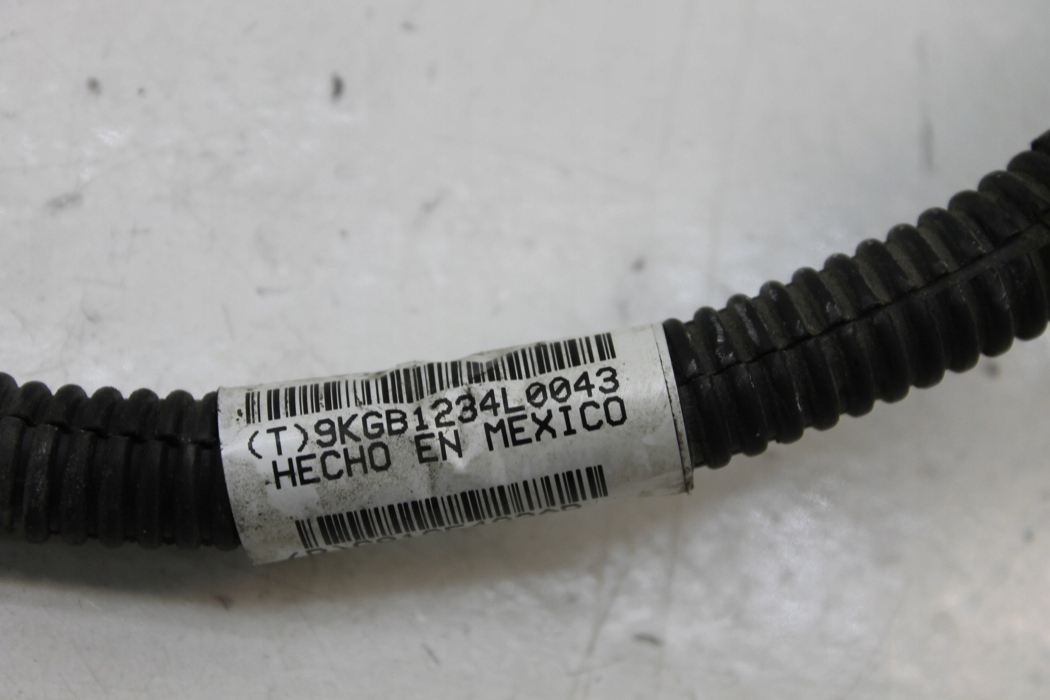 (T)9KGB1234L0043
HECHO EN MEXICO